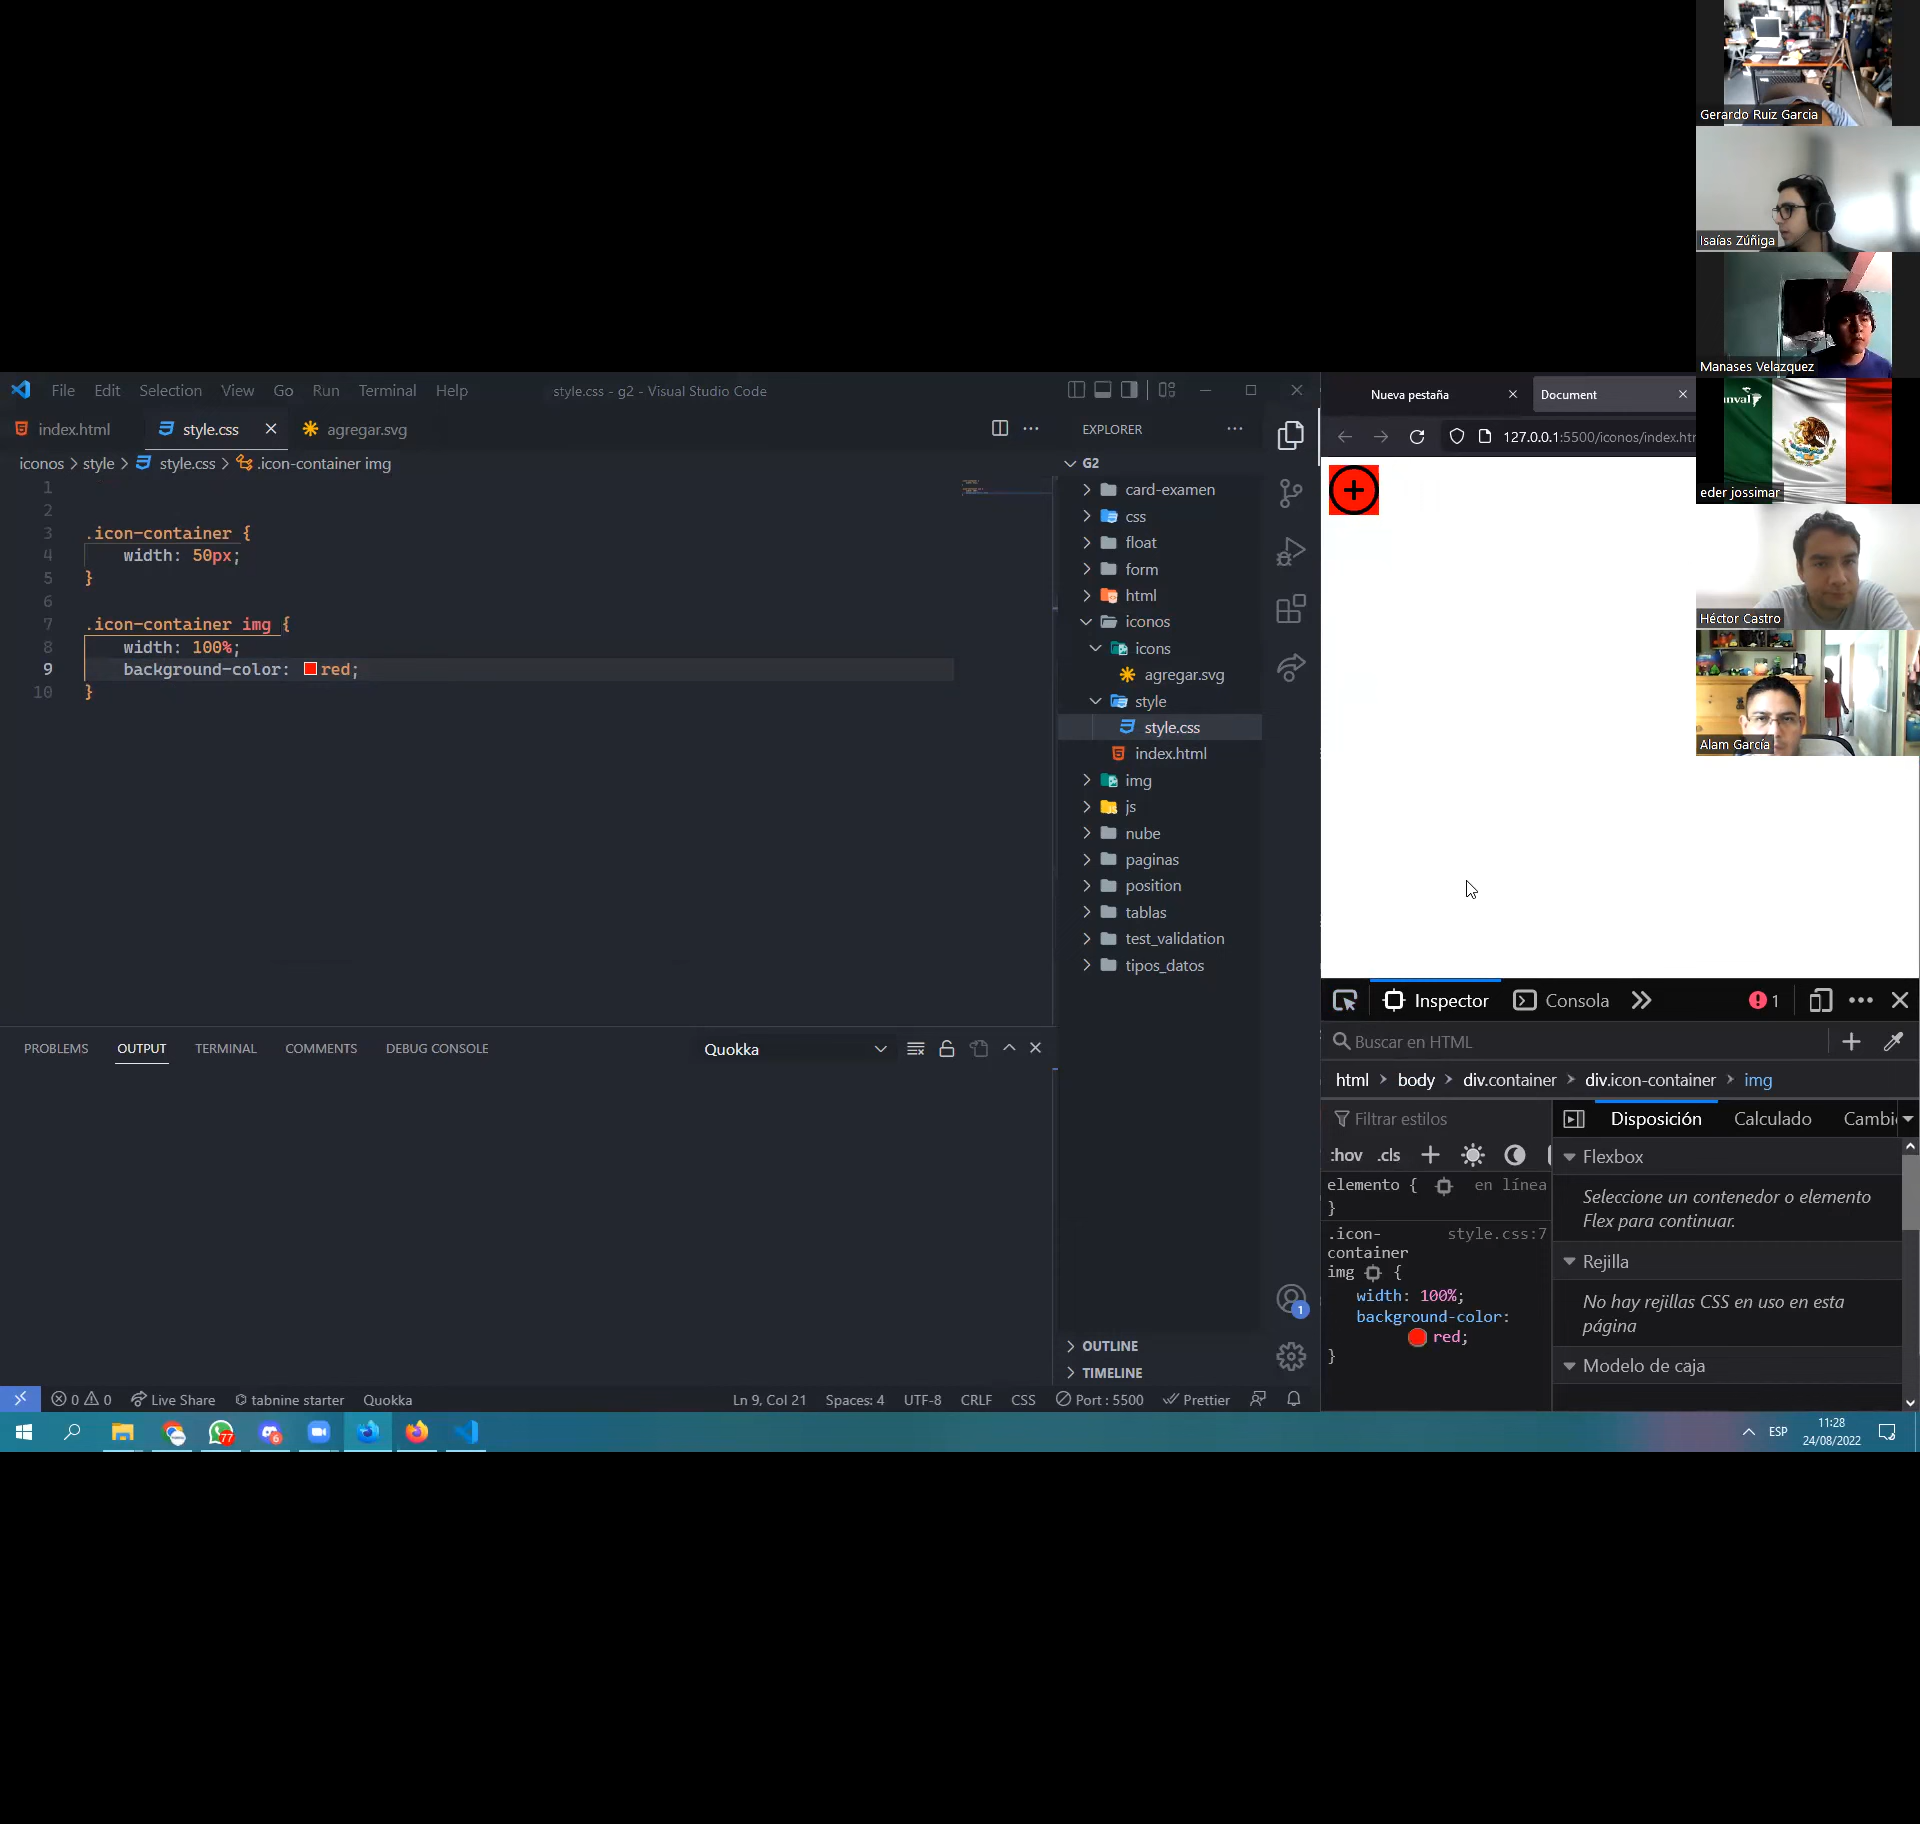 Gerardo Ruiz Garcia
Isaías Zúñiga
Manases Velazquez
eder jossimar
Héctor Castro
Alam García
File Edit Selection View Go Run Terminal Help
style.css - g2 - Visual Studio Code
index.html
style.css
agregar.svg
iconos > style > style.css > .icon-container img
1
2
3 .icon-container {
4 width: 50px;
5 }
6
7 .icon-container img {
8 width: 100%;
9 background-color: red;
10 }
EXPLORER
G2
card-examen
css
float
form
html
iconos
icons
agregar.svg
style
style.css
index.html
img
js
nube
paginas
position
tablas
test_validation
tipos_datos
OUTLINE
TIMELINE
1
PROBLEMS OUTPUT TERMINAL COMMENTS DEBUG CONSOLE
Quokka
0 0 Live Share tabnine starter Quokka
Ln 9, Col 21 Spaces: 4 UTF-8 CRLF CSS Port : 5500 Prettier
Nueva pestaña
Document
127.0.0.1:5500/iconos/index.htm
Inspector Consola 1
Buscar en HTML
html > body > div.container > div.icon-container > img
Filtrar estilos
:hov .cls
elemento { en línea
}
.icon- style.css:7
container
img {
width: 100%;
background-color:
red;
}
Disposición Calculado Cambi
Flexbox
Seleccione un contenedor o elemento
Flex para continuar.
Rejilla
No hay rejillas CSS en uso en esta
página
Modelo de caja
77
6
ESP
11:28
24/08/2022